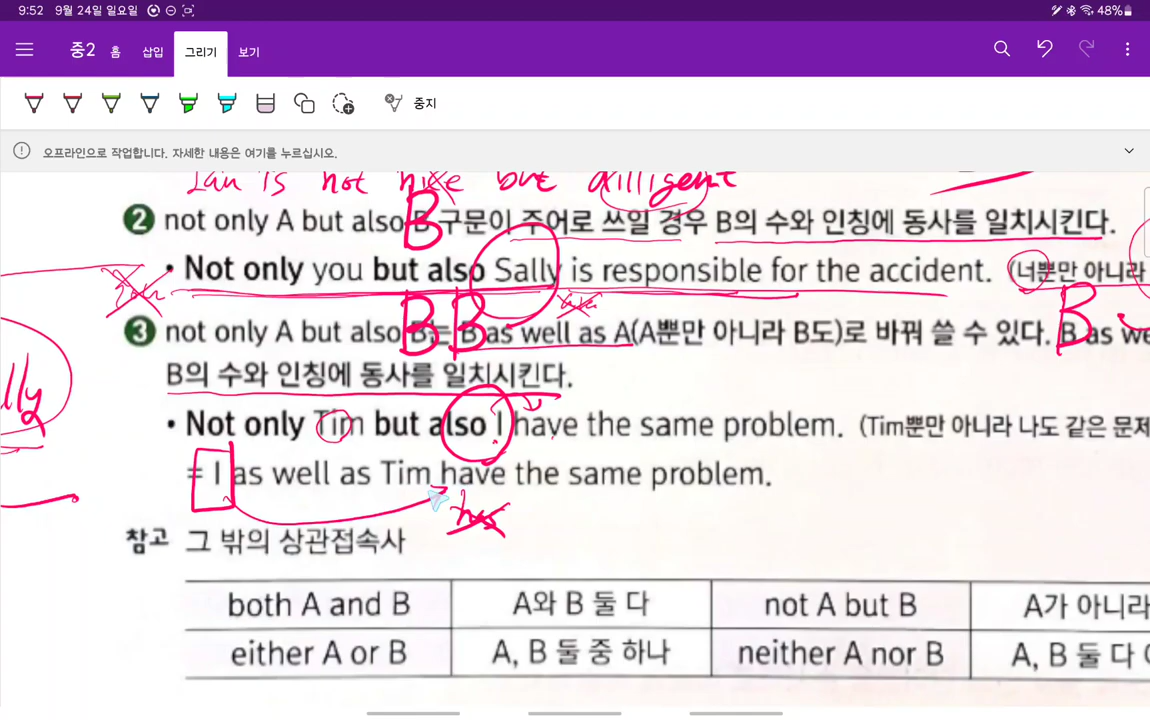 9:52 9월 24일 일요일 48%
중2 홈 삽입 그리기 보기
중지
오프라인으로 작업합니다. 자세한 내용은 여기를 누르십시오.
Ian is not nice but dilligent
2 not only A but also B 구문이 주어로 쓰일 경우 B의 수와 인칭에 동사를 일치시킨다.
• Not only you but also Sally is responsible for the accident. (너뿐만 아니라
are
3 not only A but also B는 B as well as A(A뿐만 아니라 B도)로 바꿔 쓸 수 있다. B as we
B의 수와 인칭에 동사를 일치시킨다.
lly
• Not only Tim but also I have the same problem. (Tim뿐만 아니라 나도 같은 문제
= I as well as Tim have the same problem.
has
참고 그 밖의 상관접속사
both A and B A와 B 둘 다 not A but B A가 아니라
either A or B A, B 둘 중 하나 neither A nor B A, B 둘 다